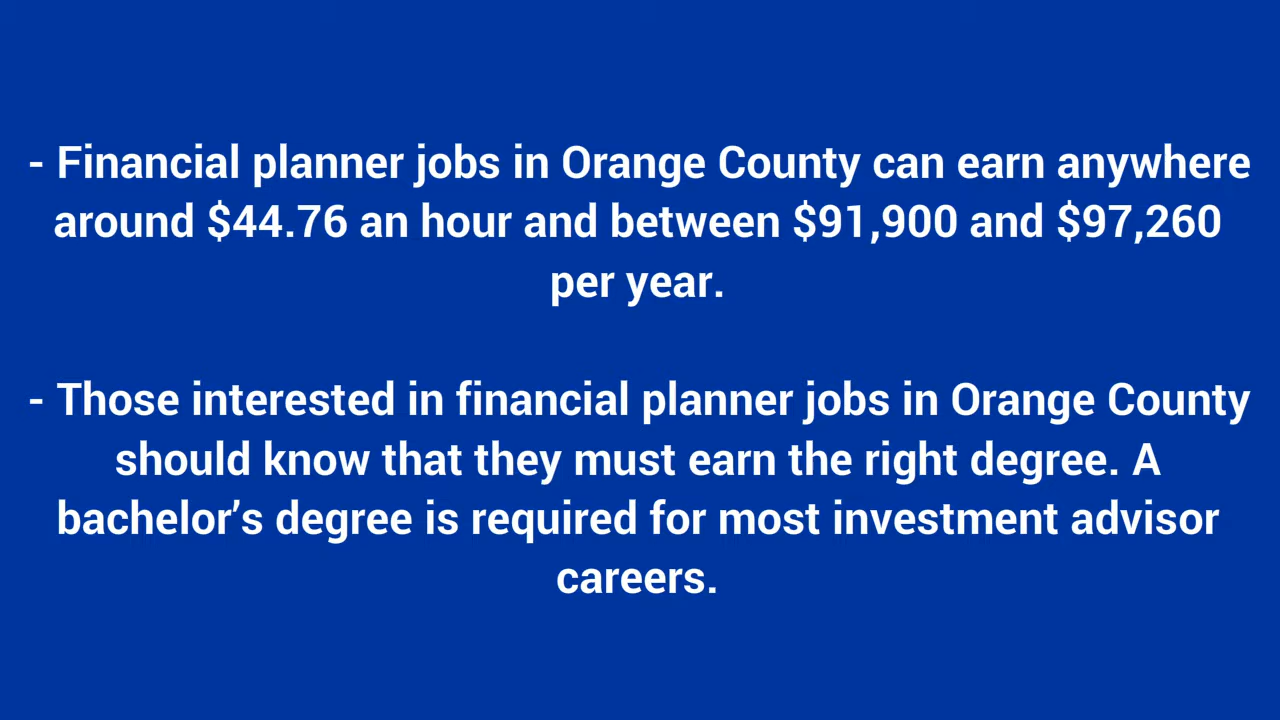 - Financial planner jobs in Orange County can earn anywhere
around $44.76 an hour and between $91,900 and $97,260
per year.
- Those interested in financial planner jobs in Orange County
should know that they must earn the right degree. A
bachelor’s degree is required for most investment advisor
careers.